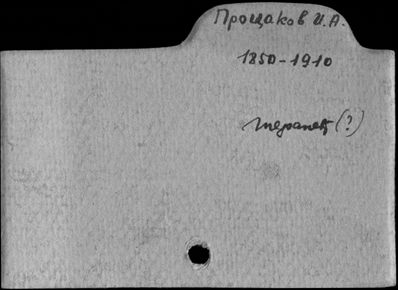 Прощаков И.А.
1850-1910
терапевт (?)